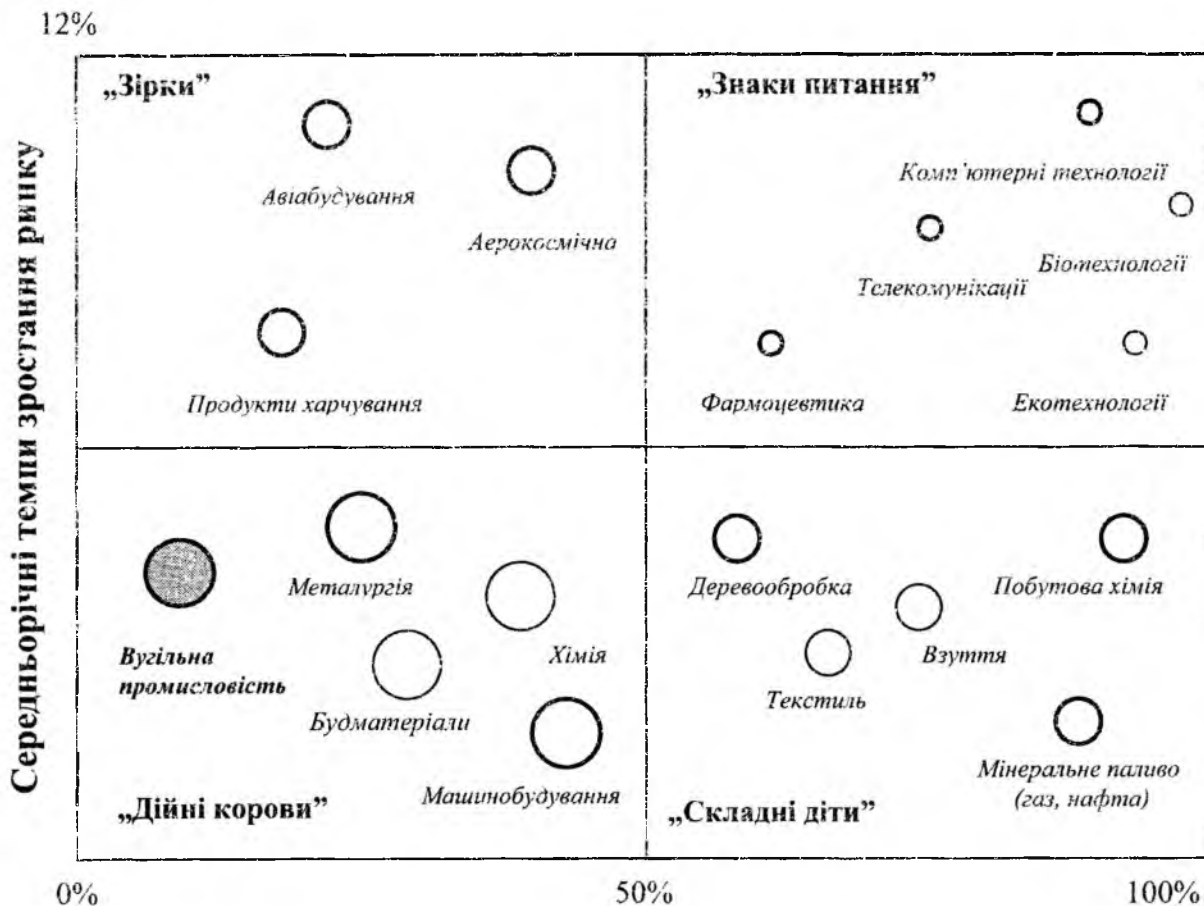 12%
„Зірки”
„Знаки питання”
Авіабудування
Аерокосмічна
Комп’ютерні технології
Біотехнології
Телекомунікації
Продукти харчування
Фармоцевтика
Екотехнології
Середньорічні темпи зростання ринку
Металургія
Вугільна
промисловість
Хімія
Будматеріали
Машинобудування
„Дійні корови”
Деревообробка
Побутова хімія
Взуття
Текстиль
Мінеральне паливо
(газ, нафта)
„Складні діти”
0%
50%
100%